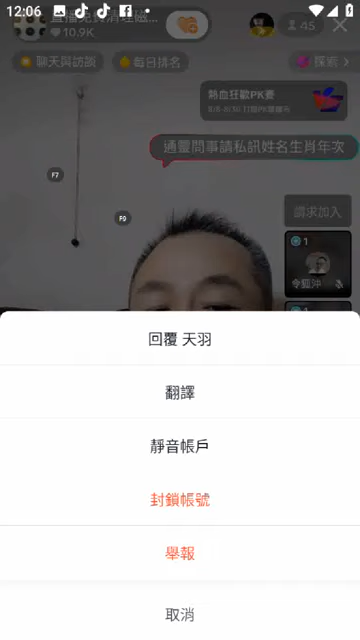 12:06
10.9K
45
聊天與訪談
每日排名
探索
熱血狂歡PK賽
通靈問事請私訊姓名生肖年次
F7
F9
請求加入
1
令狐沖
1
回覆 天羽
翻譯
靜音帳戶
封鎖帳號
舉報
取消